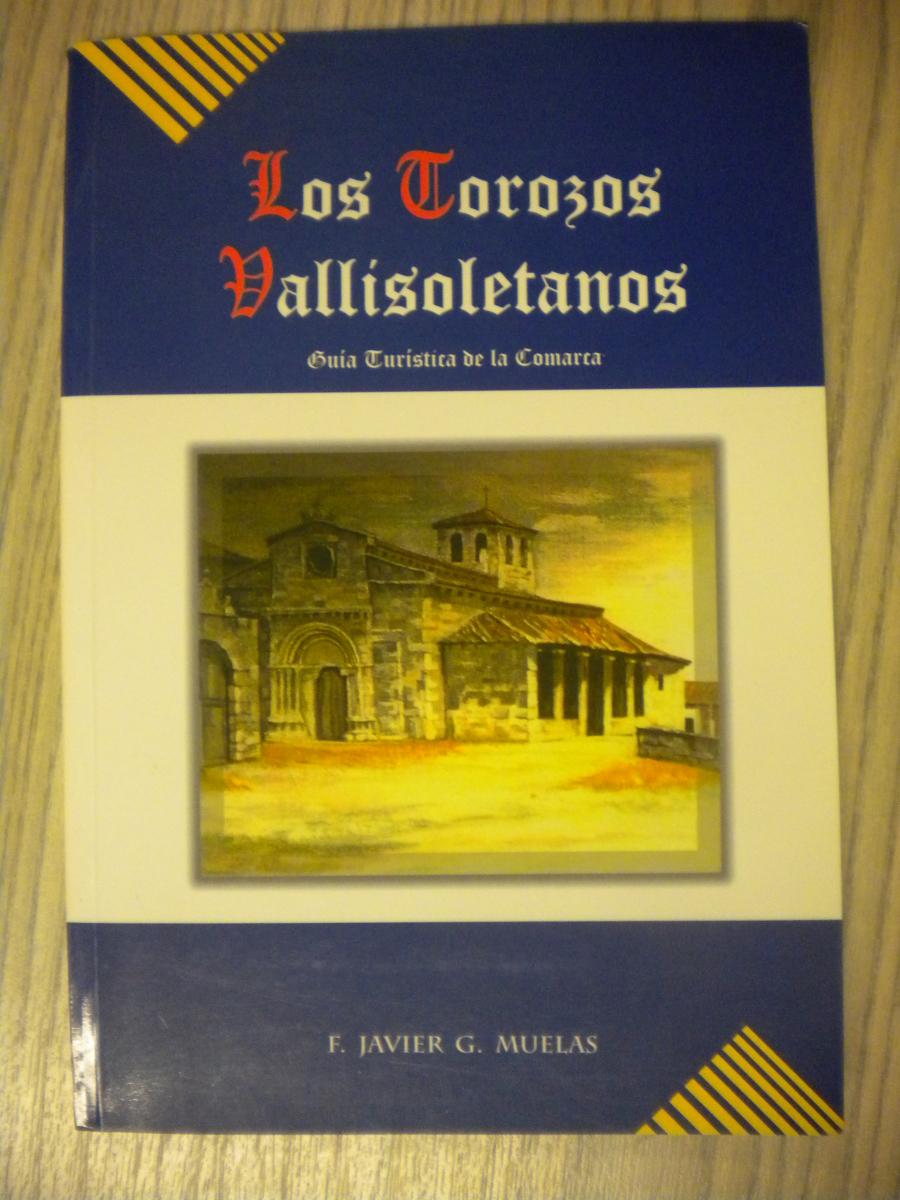 Los Torozos
Vallisoletanos
Guía Turística de la Comarca
F. JAVIER G. MUELAS